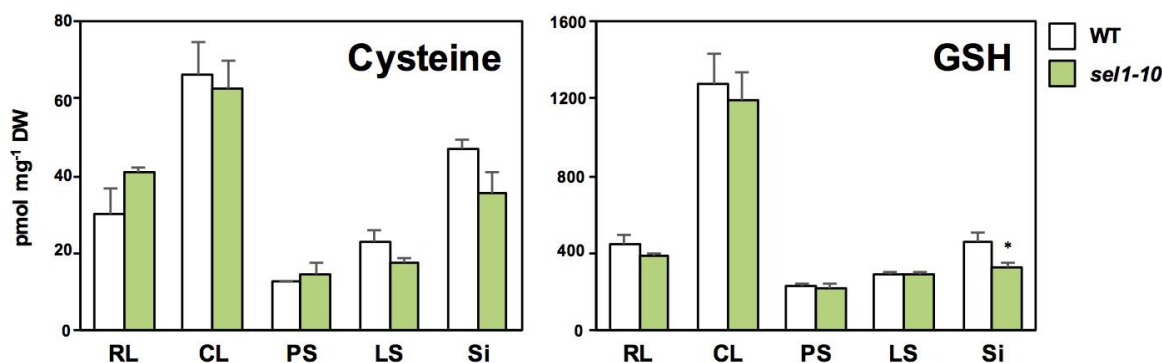 80
60
40
20
0
pmol mg-1 DW
Cysteine
RL CL PS LS Si
1600
1200
800
400
0
GSH
*
RL CL PS LS Si
WT
sel1-10